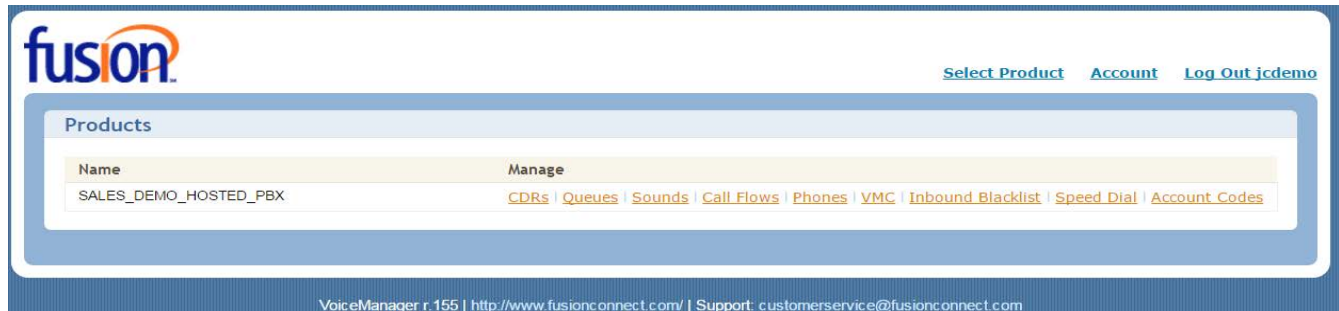 fusion
Select Product Account Log Out jcdemo
Products
Name Manage
SALES_DEMO_HOSTED_PBX CDRs | Queues | Sounds | Call Flows | Phones | VMC | Inbound Blacklist | Speed Dial | Account Codes
VoiceManager r.155 | http://www.fusionconnect.com/ | Support: customerservice@fusionconnect.com